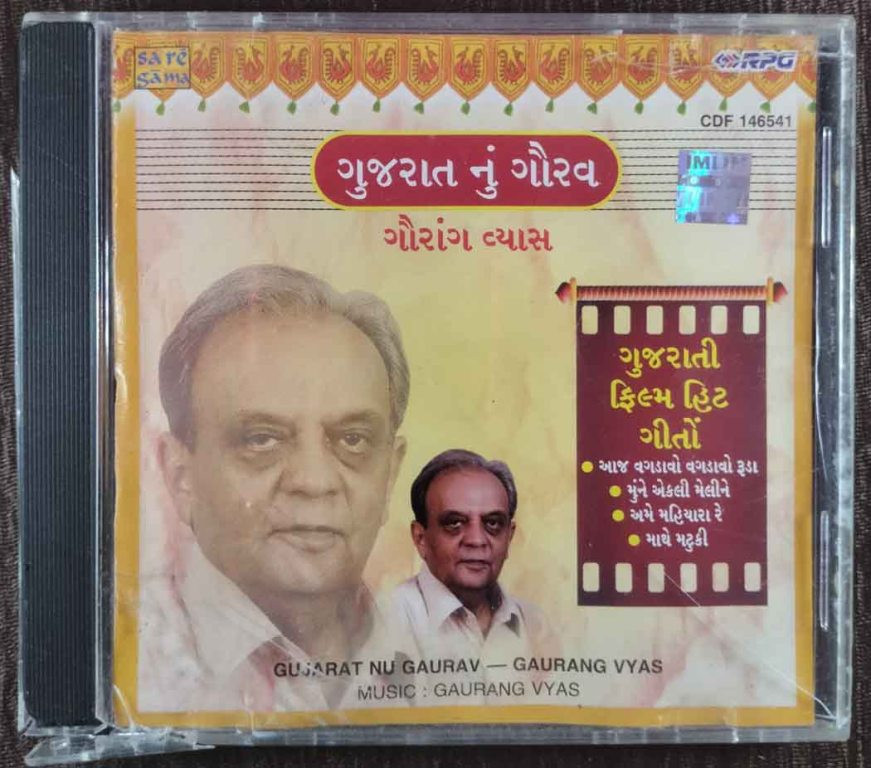 sa re
ga ma
RPG
CDF 146541
ગુજરાત નું ગૌરવ
ગૌરાંગ વ્યાસ
ગુજરાતી
ફિલ્મ હિટ
ગીતોં
આજ વગડાવો વગડાવો રૂડા
મુંને એકલી મેલીને
અમે મહિયારા રે
માથે મટુકી
GUJARAT NU GAURAV — GAURANG VYAS
MUSIC : GAURANG VYAS